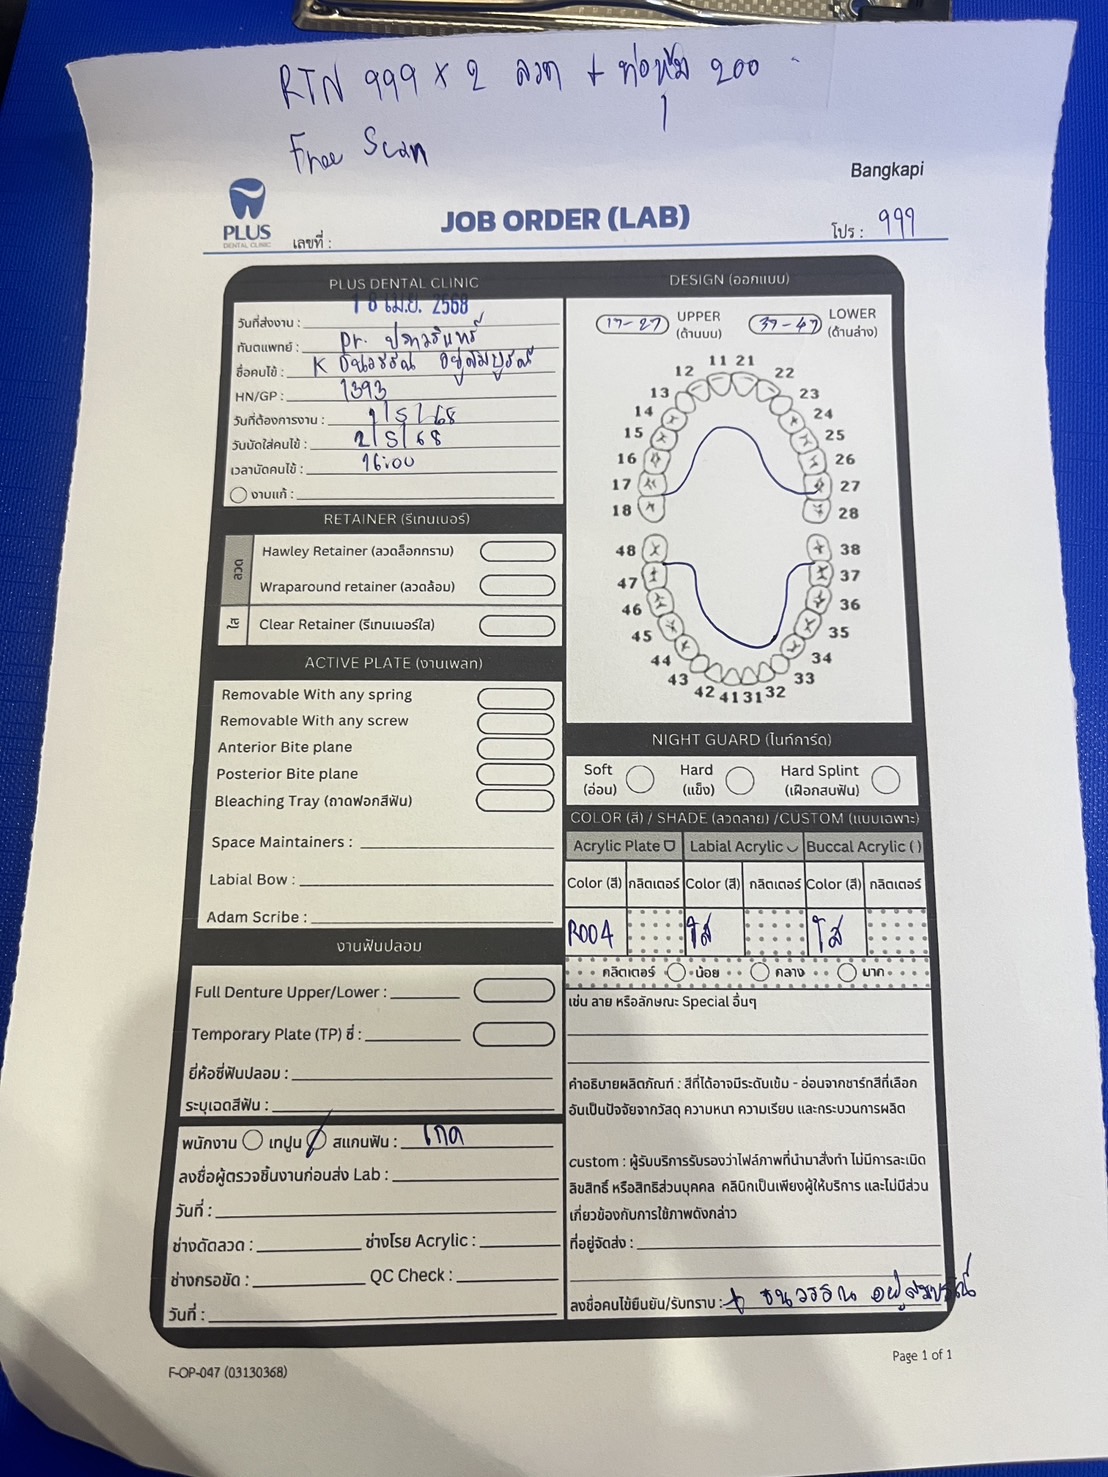 RTN 999 x 2 ลวด + ท่อหุ้ม 200
Free Scan
Bangkapi
PLUS
DENTAL CLINIC
เลขที่ :
JOB ORDER (LAB)
โปร : 999
PLUS DENTAL CLINIC
วันที่ส่งงาน : 18 เม.ย. 2568
ทันตแพทย์ : Dr.
ชื่อคนไข้ : K ธนวรรณ อยู่สมบูรณ์
HN/GP : 1393
วันที่ต้องการงาน : 1/5/68
วันนัดใส่คนไข้ : 2/5/68
เวลานัดคนไข้ : 16:00
งานแก้ :
RETAINER (รีเทนเนอร์)
ลวด
Hawley Retainer (ลวดล็อกกราม)
Wraparound retainer (ลวดล้อม)
ใส
Clear Retainer (รีเทนเนอร์ใส)
ACTIVE PLATE (งานเพลท)
Removable With any spring
Removable With any screw
Anterior Bite plane
Posterior Bite plane
Bleaching Tray (ถาดฟอกสีฟัน)
Space Maintainers :
Labial Bow :
Adam Scribe :
งานฟันปลอม
Full Denture Upper/Lower :
Temporary Plate (TP) ซี่ :
ยี่ห้อซี่ฟันปลอม :
ระบุเฉดสีฟัน :
พนักงาน เทปูน สแกนฟัน : เกด
ลงชื่อผู้ตรวจชิ้นงานก่อนส่ง Lab :
วันที่ :
ช่างดัดลวด : ช่างโรย Acrylic :
ช่างกรอขัด : QC Check :
วันที่ :
DESIGN (ออกแบบ)
17-27 UPPER (ด้านบน) 37-47 LOWER (ด้านล่าง)
11 21
12 22
13 23
14 24
15 25
16 26
17 27
18 28
48 38
47 37
46 36
45 35
44 34
43 33
42 41 31 32
NIGHT GUARD (ไนท์การ์ด)
Soft (อ่อน) Hard (แข็ง) Hard Splint (เฝือกสบฟัน)
COLOR (สี) / SHADE (ลวดลาย) /CUSTOM (แบบเฉพาะ)
Acrylic Plate Labial Acrylic Buccal Acrylic ( )
Color (สี) กลิตเตอร์ Color (สี) กลิตเตอร์ Color (สี) กลิตเตอร์
R004 ใส ใส
กลิตเตอร์ น้อย กลาง มาก
เช่น ลาย หรือลักษณะ Special อื่นๆ
คำอธิบายผลิตภัณฑ์ : สีที่ได้อาจมีระดับเข้ม - อ่อนจากชาร์ทสีที่เลือก
อันเป็นปัจจัยจากวัสดุ ความหนา ความเรียบ และกระบวนการผลิต
custom : ผู้รับบริการรับรองว่าไฟล์ภาพที่นำมาสั่งทำ ไม่มีการละเมิด
ลิขสิทธิ์ หรือสิทธิส่วนบุคคล คลินิกเป็นเพียงผู้ให้บริการ และไม่มีส่วน
เกี่ยวข้องกับการใช้ภาพดังกล่าว
ที่อยู่จัดส่ง :
ลงชื่อคนไข้ยืนยัน/รับทราบ : ธนวรรณ อยู่สมบูรณ์
F-OP-047 (03130368)
Page 1 of 1